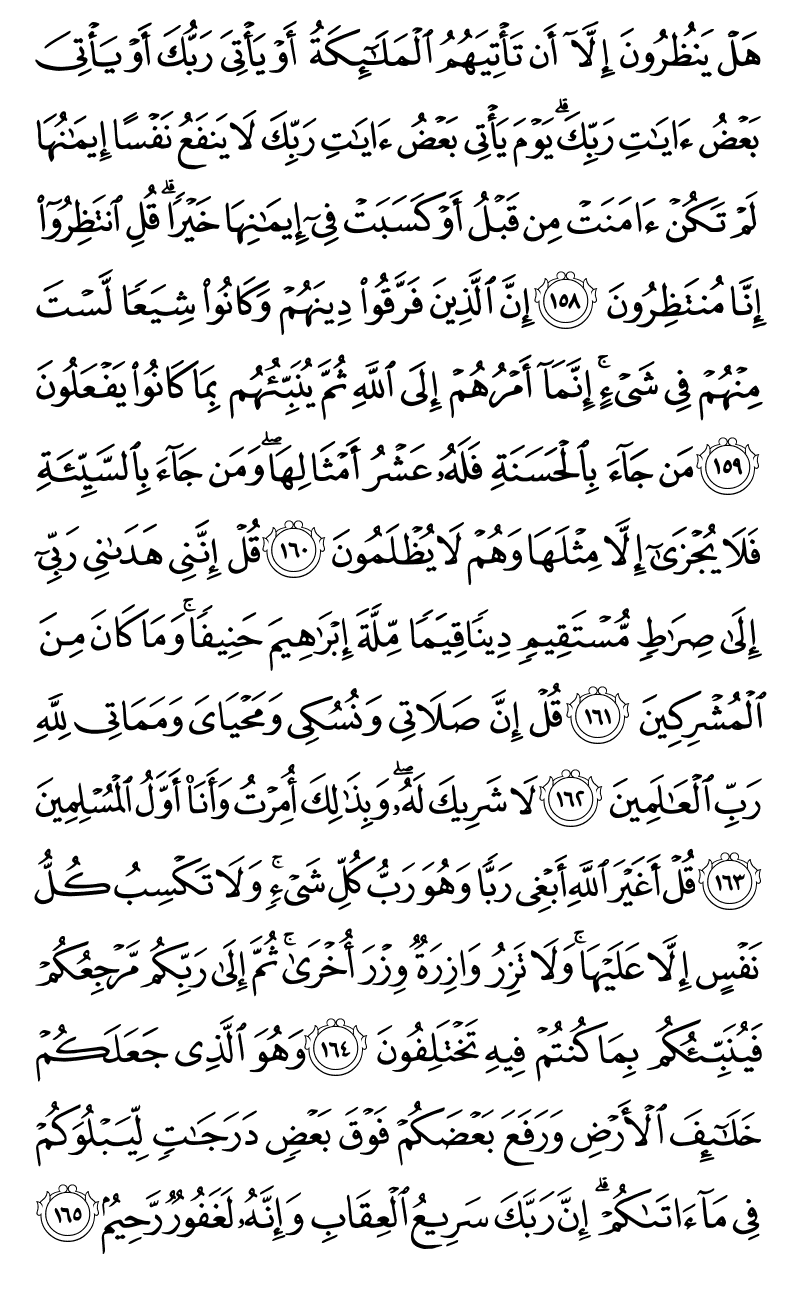 هَلْ يَنظُرُونَ إِلَّآ أَن تَأْتِيَهُمُ ٱلْمَلَـٰٓئِكَةُ أَوْ يَأْتِىَ رَبُّكَ أَوْ يَأْتِىَ
بَعْضُ ءَايَـٰتِ رَبِّكَ ۗ يَوْمَ يَأْتِى بَعْضُ ءَايَـٰتِ رَبِّكَ لَا يَنفَعُ نَفْسًا إِيمَـٰنُهَا
لَمْ تَكُنْ ءَامَنَتْ مِن قَبْلُ أَوْ كَسَبَتْ فِىٓ إِيمَـٰنِهَا خَيْرًا ۗ قُلِ ٱنتَظِرُوٓا۟
إِنَّا مُنتَظِرُونَ ١٥٨ إِنَّ ٱلَّذِينَ فَرَّقُوا۟ دِينَهُمْ وَكَانُوا۟ شِيَعًا لَّسْتَ
مِنْهُمْ فِى شَىْءٍ ۚ إِنَّمَآ أَمْرُهُمْ إِلَى ٱللَّهِ ثُمَّ يُنَبِّئُهُم بِمَا كَانُوا۟ يَفْعَلُونَ
١٥٩ مَن جَآءَ بِٱلْحَسَنَةِ فَلَهُۥ عَشْرُ أَمْثَالِهَا ۖ وَمَن جَآءَ بِٱلسَّيِّئَةِ
فَلَا يُجْزَىٰٓ إِلَّا مِثْلَهَا وَهُمْ لَا يُظْلَمُونَ ١٦٠ قُلْ إِنَّنِى هَدَىٰنِى رَبِّىٓ
إِلَىٰ صِرَٰطٍ مُّسْتَقِيمٍ دِينًا قِيَمًا مِّلَّةَ إِبْرَٰهِيمَ حَنِيفًا ۚ وَمَا كَانَ مِنَ
ٱلْمُشْرِكِينَ ١٦١ قُلْ إِنَّ صَلَاتِى وَنُسُكِى وَمَحْيَاىَ وَمَمَاتِى لِلَّهِ
رَبِّ ٱلْعَـٰلَمِينَ ١٦٢ لَا شَرِيكَ لَهُۥ ۖ وَبِذَٰلِكَ أُمِرْتُ وَأَنَا۠ أَوَّلُ ٱلْمُسْلِمِينَ
١٦٣ قُلْ أَغَيْرَ ٱللَّهِ أَبْغِى رَبًّا وَهُوَ رَبُّ كُلِّ شَىْءٍ ۚ وَلَا تَكْسِبُ كُلُّ
نَفْسٍ إِلَّا عَلَيْهَا ۚ وَلَا تَزِرُ وَازِرَةٌ وِزْرَ أُخْرَىٰ ۚ ثُمَّ إِلَىٰ رَبِّكُم مَّرْجِعُكُمْ
فَيُنَبِّئُكُم بِمَا كُنتُمْ فِيهِ تَخْتَلِفُونَ ١٦٤ وَهُوَ ٱلَّذِى جَعَلَكُمْ
خَلَـٰٓئِفَ ٱلْأَرْضِ وَرَفَعَ بَعْضَكُمْ فَوْقَ بَعْضٍ دَرَجَـٰتٍ لِّيَبْلُوَكُمْ
فِى مَآ ءَاتَىٰكُمْ ۗ إِنَّ رَبَّكَ سَرِيعُ ٱلْعِقَابِ وَإِنَّهُۥ لَغَفُورٌ رَّحِيمٌۢ ١٦٥